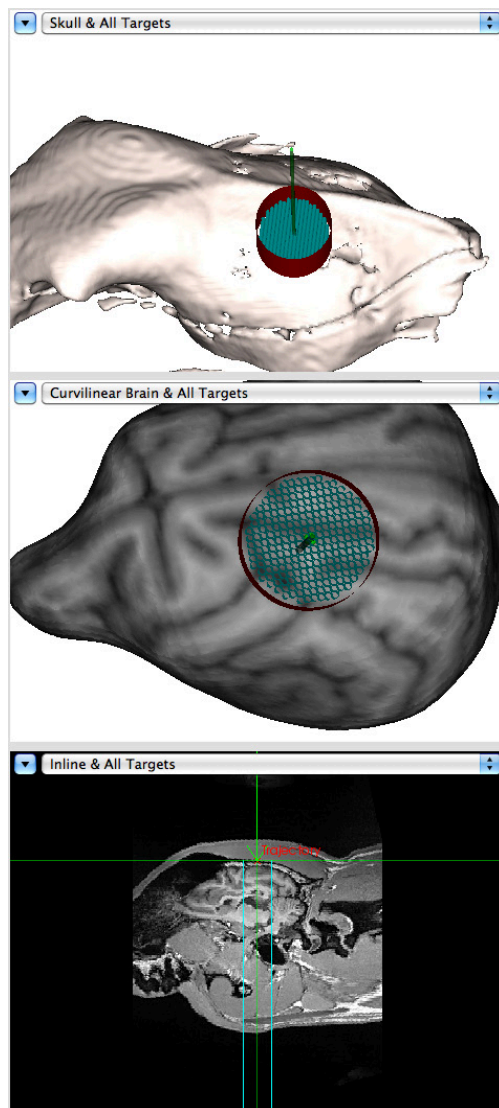 Skull & All Targets
Curvilinear Brain & All Targets
Inline & All Targets
Trajectory